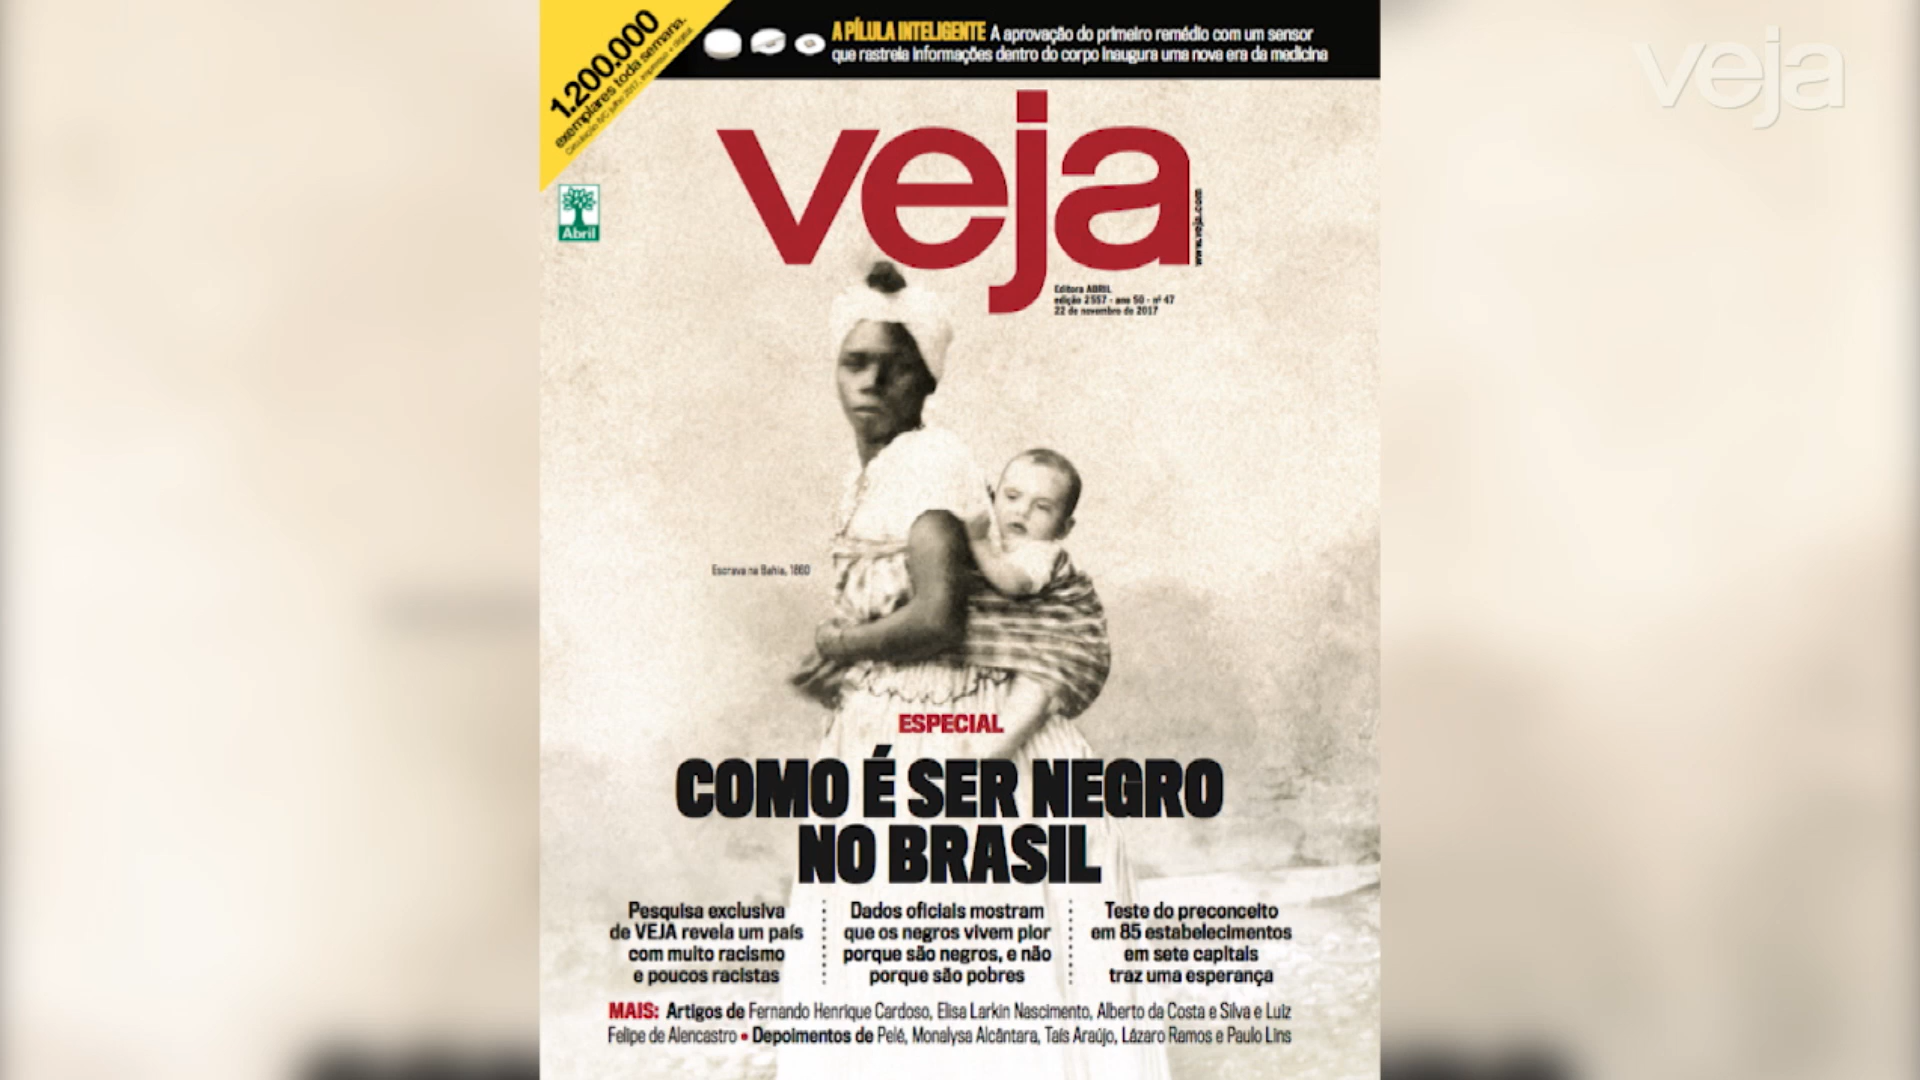 1.200.000
exemplares toda semana.
A PÍLULA INTELIGENTE A aprovação do primeiro remédio com um sensor
que rastreia informações dentro do corpo inaugura uma nova era da medicina
veja
veja
www.veja.com
Abril
Editora ABRIL
edição 2557 - ano 50 - nº 47
22 de novembro de 2017
Escrava na Bahia, 1860
ESPECIAL
COMO É SER NEGRO
NO BRASIL
Pesquisa exclusiva
de VEJA revela um país
com muito racismo
e poucos racistas
Dados oficiais mostram
que os negros vivem pior
porque são negros, e não
porque são pobres
Teste do preconceito
em 85 estabelecimentos
em sete capitais
traz uma esperança
MAIS: Artigos de Fernando Henrique Cardoso, Elisa Larkin Nascimento, Alberto da Costa e Silva e Luiz
Felipe de Alencastro • Depoimentos de Pelé, Monalysa Alcântara, Taís Araújo, Lázaro Ramos e Paulo Lins